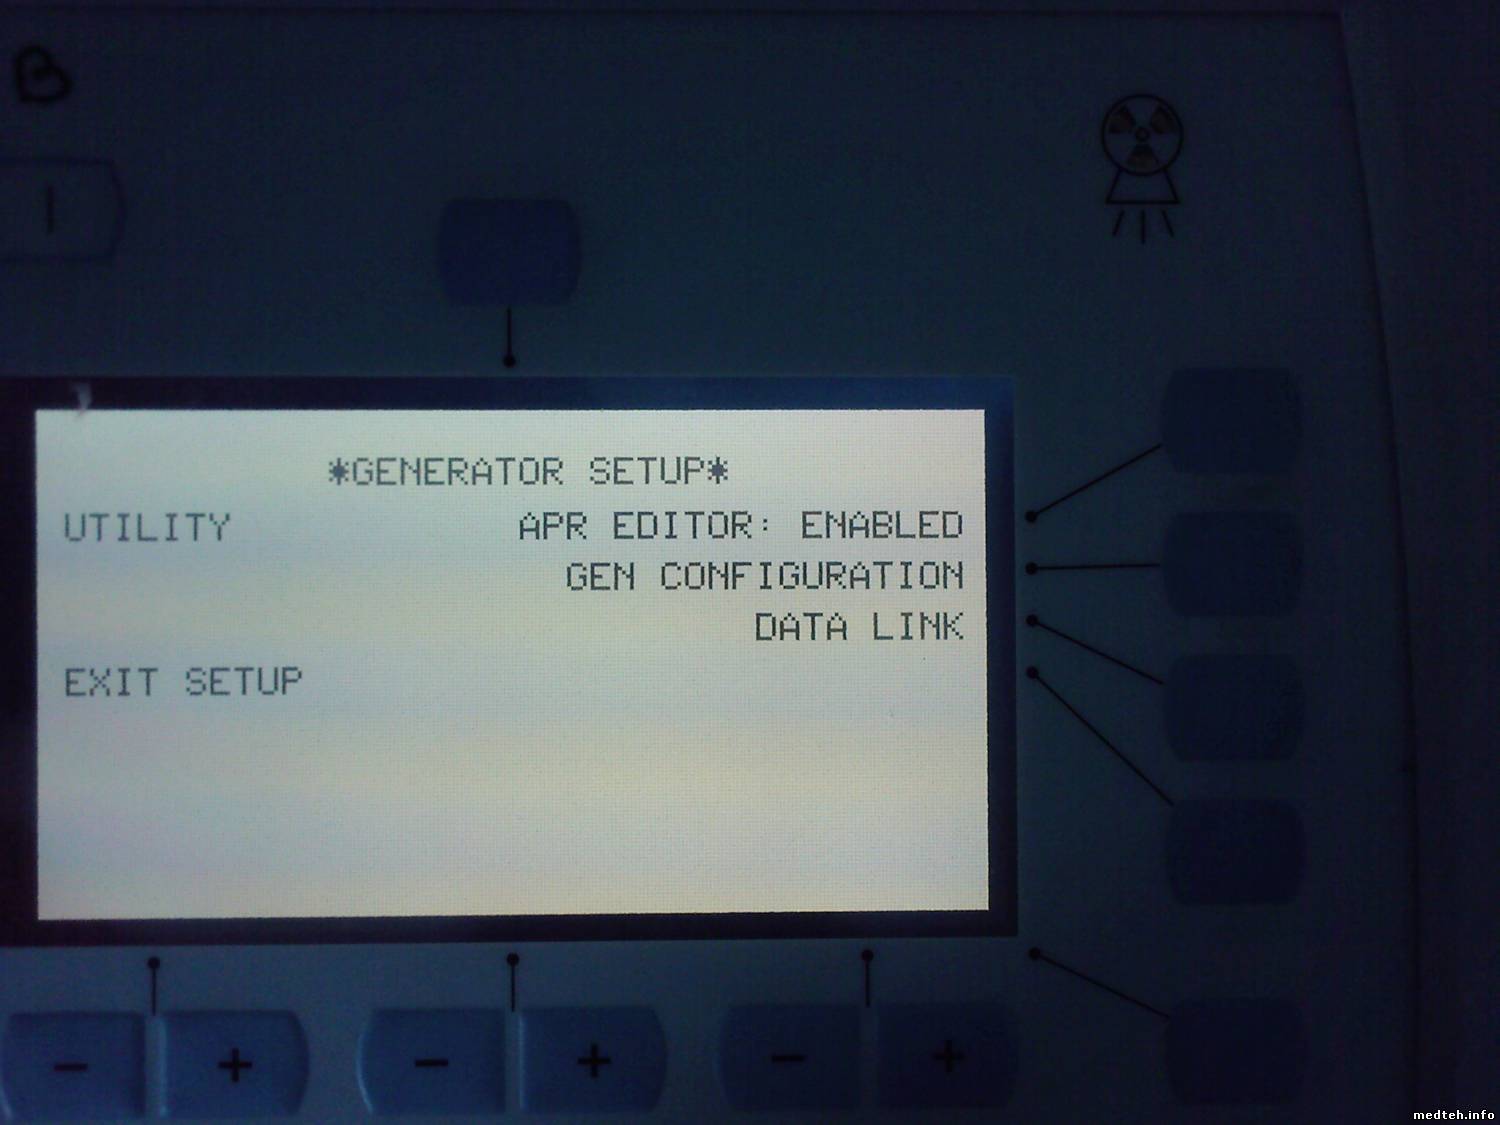 *GENERATOR SETUP*
UTILITY APR EDITOR: ENABLED
GEN CONFIGURATION
DATA LINK
EXIT SETUP
- + - + - +
medteh.info